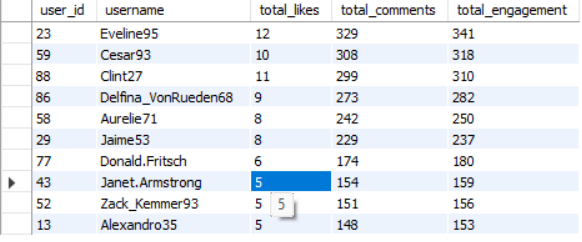 user_id username total_likes total_comments total_engagement
23 Eveline95 12 329 341
59 Cesar93 10 308 318
88 Clint27 11 299 310
86 Delfina_VonRueden68 9 273 282
58 Aurelie71 8 242 250
29 Jaime53 8 229 237
77 Donald.Fritsch 6 174 180
43 Janet.Armstrong 5 154 159
52 Zack_Kemmer93 5 5 151 156
13 Alexandro35 5 148 153